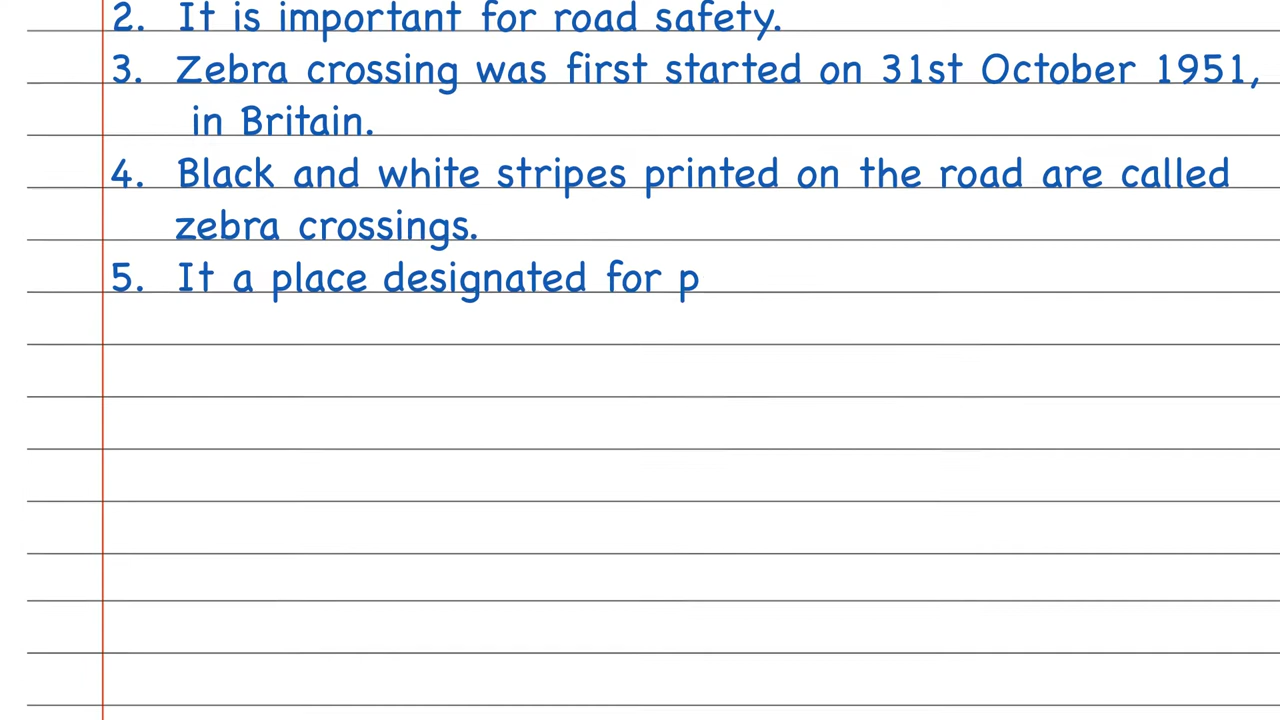 2. It is important for road safety.
3. Zebra crossing was first started on 31st October 1951,
in Britain.
4. Black and white stripes printed on the road are called
zebra crossings.
5. It a place designated for p